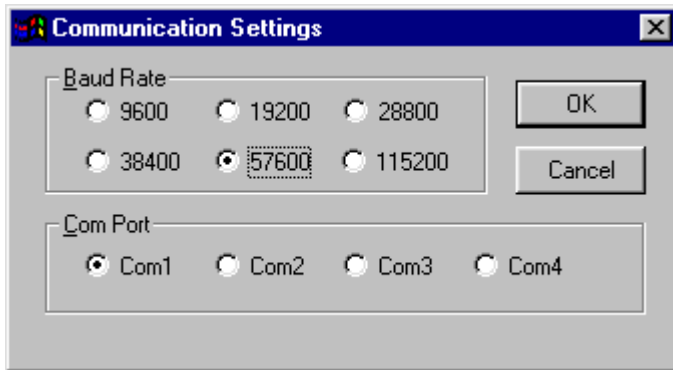 Communication Settings
Baud Rate
9600 19200 28800
OK
38400 57600 115200
Cancel
Com Port
Com1 Com2 Com3 Com4